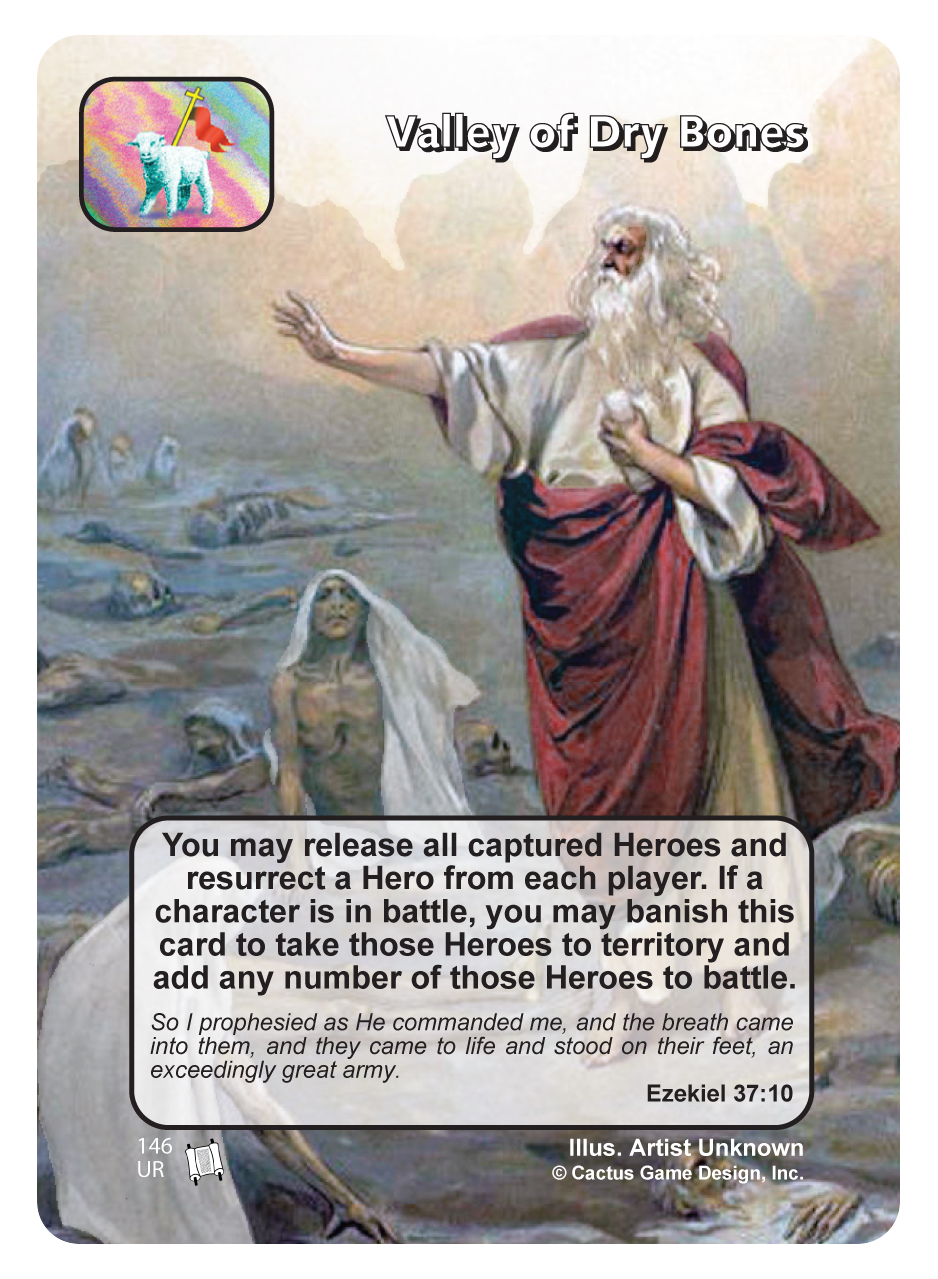 Valley of Dry Bones
You may release all captured Heroes and
resurrect a Hero from each player. If a
character is in battle, you may banish this
card to take those Heroes to territory and
add any number of those Heroes to battle.
So I prophesied as He commanded me, and the breath came
into them, and they came to life and stood on their feet, an
exceedingly great army.
Ezekiel 37:10
146
UR
Illus. Artist Unknown
© Cactus Game Design, Inc.